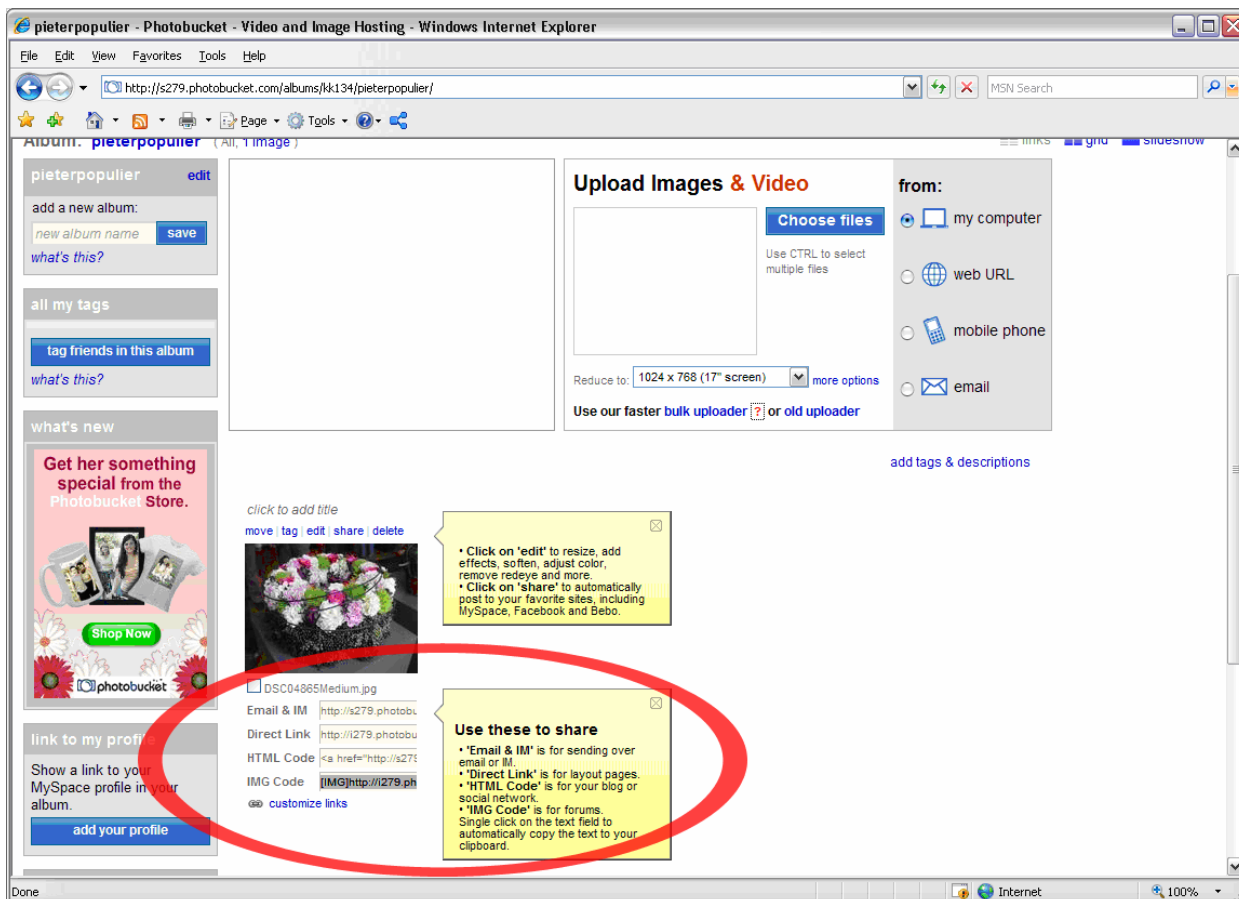 pieterpopulier - Photobucket - Video and Image Hosting - Windows Internet Explorer
File Edit View Favorites Tools Help
http://s279.photobucket.com/albums/kk134/pieterpopulier/
MSN Search
Page Tools
Album: pieterpopulier ( All, 1 image )
links grid slideshow
pieterpopulier edit
add a new album:
new album name save
what's this?
all my tags
tag friends in this album
what's this?
what's new
Get her something
special from the
Photobucket Store.
Shop Now
photobucket
link to my profile
Show a link to your
MySpace profile in your
album.
add your profile
Upload Images & Video
Choose files
Use CTRL to select
multiple files
Reduce to: 1024 x 768 (17" screen) more options
Use our faster bulk uploader ? or old uploader
from:
my computer
web URL
mobile phone
email
add tags & descriptions
click to add title
move | tag | edit | share | delete
• Click on 'edit' to resize, add
effects, soften, adjust color,
remove redeye and more.
• Click on 'share' to automatically
post to your favorite sites, including
MySpace, Facebook and Bebo.
DSC04865Medium.jpg
Email & IM http://s279.photobu
Direct Link http://i279.photobu
HTML Code <a href="http://s279
IMG Code [IMG]http://i279.ph
customize links
Use these to share
• 'Email & IM' is for sending over
email or IM.
• 'Direct Link' is for layout pages.
• 'HTML Code' is for your blog or
social network.
• 'IMG Code' is for forums.
Single click on the text field to
automatically copy the text to your
clipboard.
Done
Internet
100%